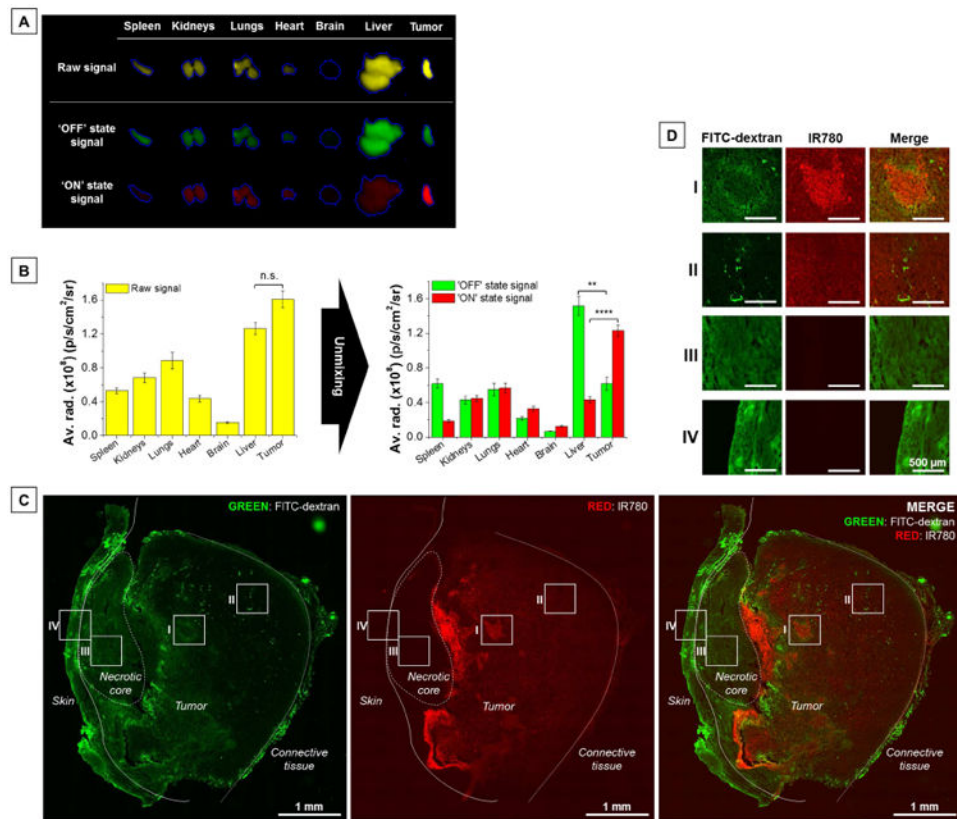 A
Spleen Kidneys Lungs Heart Brain Liver Tumor
Raw signal
'OFF' state
signal
'ON' state
signal
B
Av. rad. (x10⁸) (p/s/cm²/sr)
1.6
1.2
0.8
0.4
0.0
Raw signal
n.s.
Spleen Kidneys Lungs Heart Brain Liver Tumor
Unmixing
Av. rad. (x10⁸) (p/s/cm²/sr)
1.6
1.2
0.8
0.4
0.0
'OFF' state signal
'ON' state signal
**
****
Spleen Kidneys Lungs Heart Brain Liver Tumor
D
FITC-dextran IR780 Merge
I
II
III
IV
500 µm
C
GREEN: FITC-dextran
II
IV
I
III
Necrotic
core
Skin
Tumor
Connective
tissue
1 mm
RED: IR780
II
IV
I
III
Necrotic
core
Skin
Tumor
Connective
tissue
1 mm
MERGE
GREEN: FITC-dextran
RED: IR780
II
IV
I
III
Necrotic
core
Skin
Tumor
Connective
tissue
1 mm